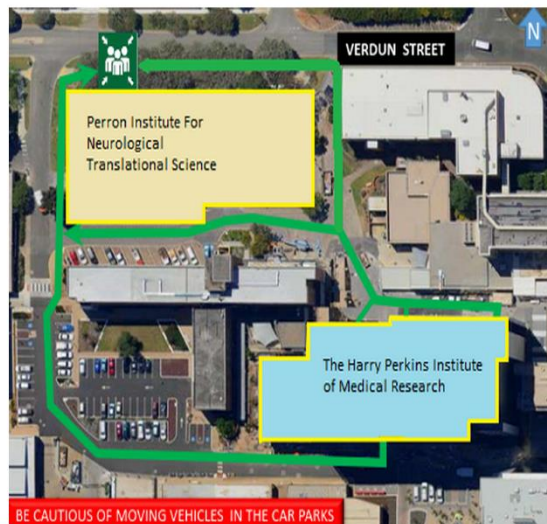 N
VERDUN STREET
Perron Institute For
Neurological
Translational Science
The Harry Perkins Institute
of Medical Research
BE CAUTIOUS OF MOVING VEHICLES IN THE CAR PARKS